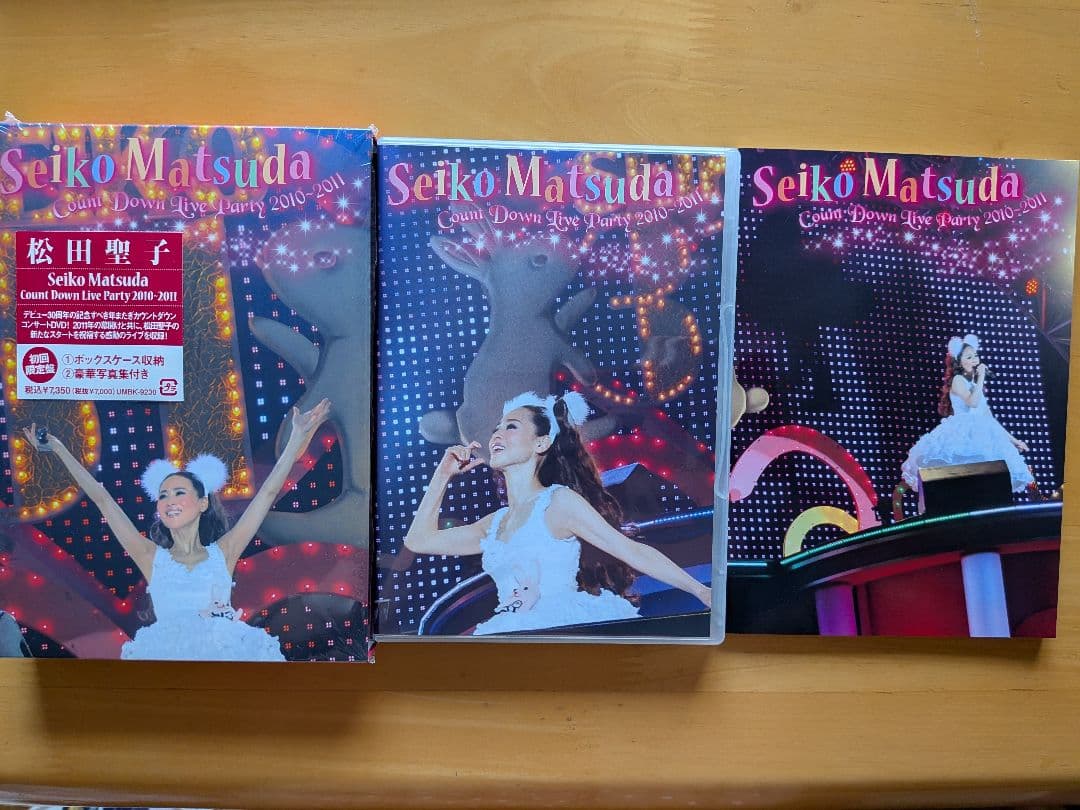 Seiko Matsuda
Count Down Live Party 2010~2011
松田聖子
Seiko Matsuda
Count Down Live Party 2010-2011
デビュー30周年の記念すべき年またぎカウントダウン
コンサートDVD! 2011年の幕開けと共に、松田聖子の
新たなスタートを祝福する感動のライブを収録!
初回
限定盤
①ボックスケース収納
②豪華写真集付き
税込¥7,350(税抜¥7,000) UMBK-9290
Seiko Matsuda
Count Down Live Party 2010~2011
Seiko Matsuda
Count Down Live Party 2010~2011